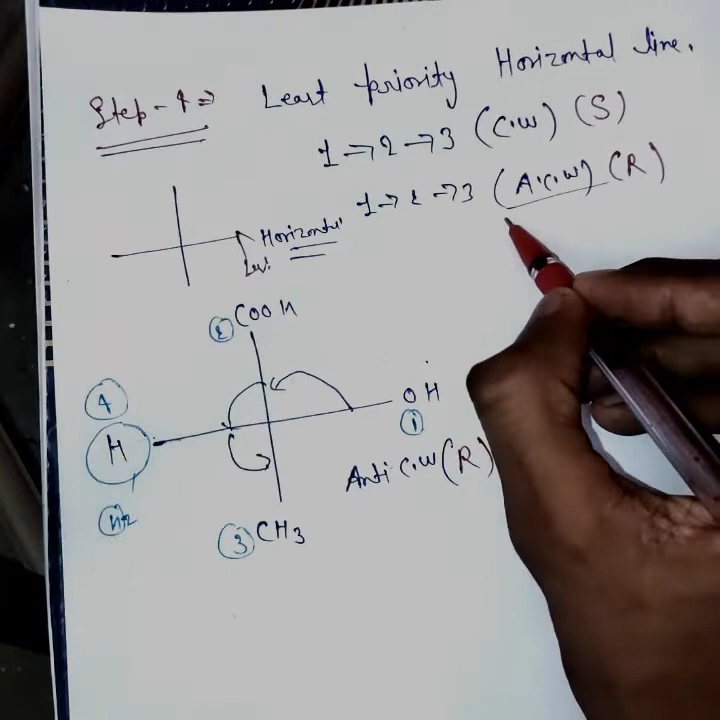 Step-4 ⇒ Least priority Horizontal line.
1→2→3 (C.W) (S)
1→2→3 (A.C.W) (R)
Horizontal
② COOH
④
H
OH
①
Anti C.W (R)
③ CH3